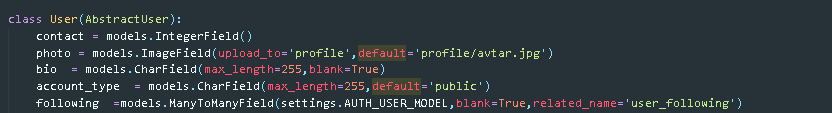 class User(AbstractUser):
    contact = models.IntegerField()
    photo = models.ImageField(upload_to='profile',default='profile/avtar.jpg')
    bio  = models.CharField(max_length=255,blank=True)
    account_type  = models.CharField(max_length=255,default='public')
    following  =models.ManyToManyField(settings.AUTH_USER_MODEL,blank=True,related_name='user_following')